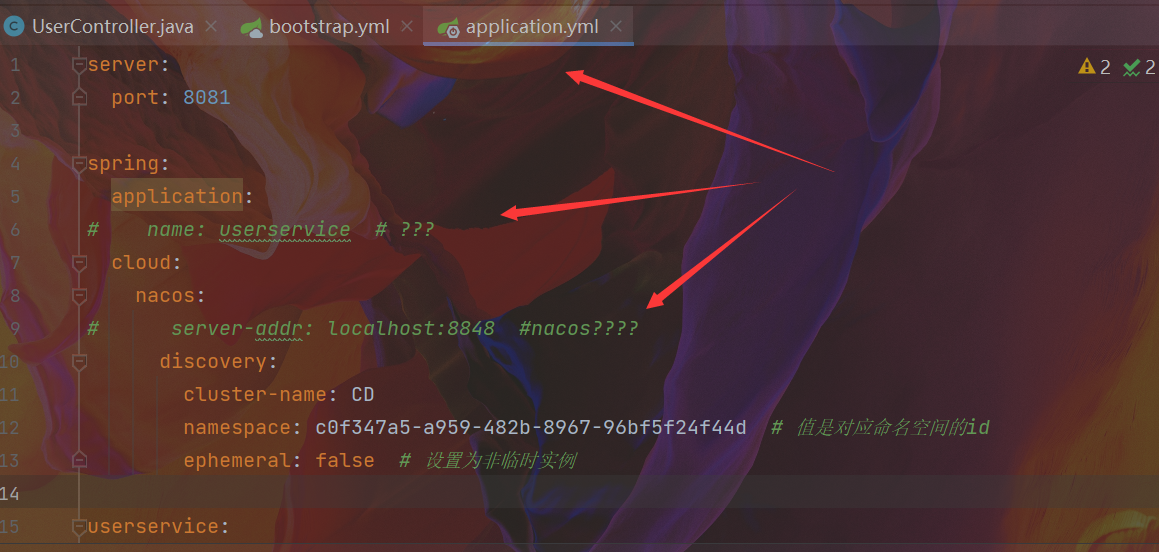 UserController.java × bootstrap.yml × application.yml ×
1 server: 2 2
2   port: 8081
3
4 spring:
5   application:
6 #    name: userservice  # ???
7   cloud:
8     nacos:
9 #      server-addr: localhost:8848  #nacos????
10       discovery:
11         cluster-name: CD
12         namespace: c0f347a5-a959-482b-8967-96bf5f24f44d  # 值是对应命名空间的id
13         ephemeral: false  # 设置为非临时实例
14
15 userservice: